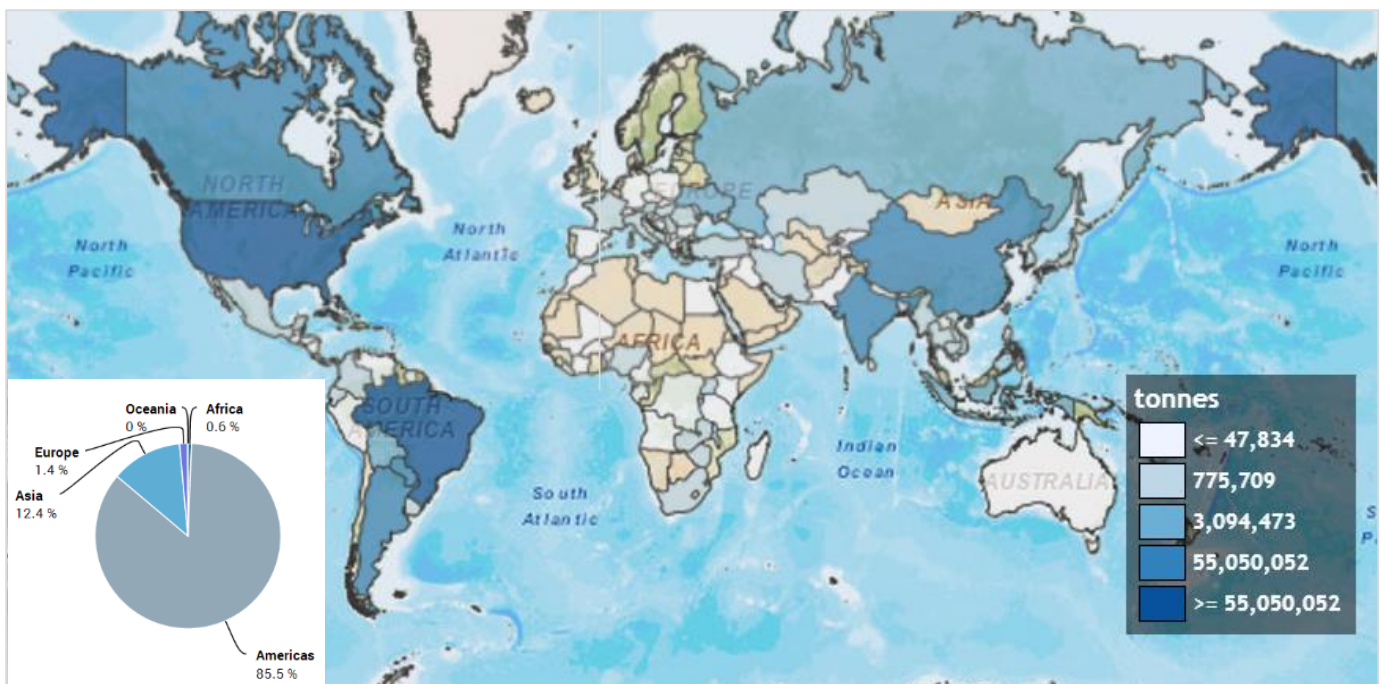 NORTH
AMERICA
EUROPE
ASIA
North
Pacific
North
Atlantic
North
Pacific
AFRICA
SOUTH
AMERICA
Indian
Ocean
South
Atlantic
AUSTRALIA
tonnes
<= 47,834
775,709
3,094,473
55,050,052
>= 55,050,052
Oceania
0 %
Africa
0.6 %
Europe
1.4 %
Asia
12.4 %
Americas
85.5 %